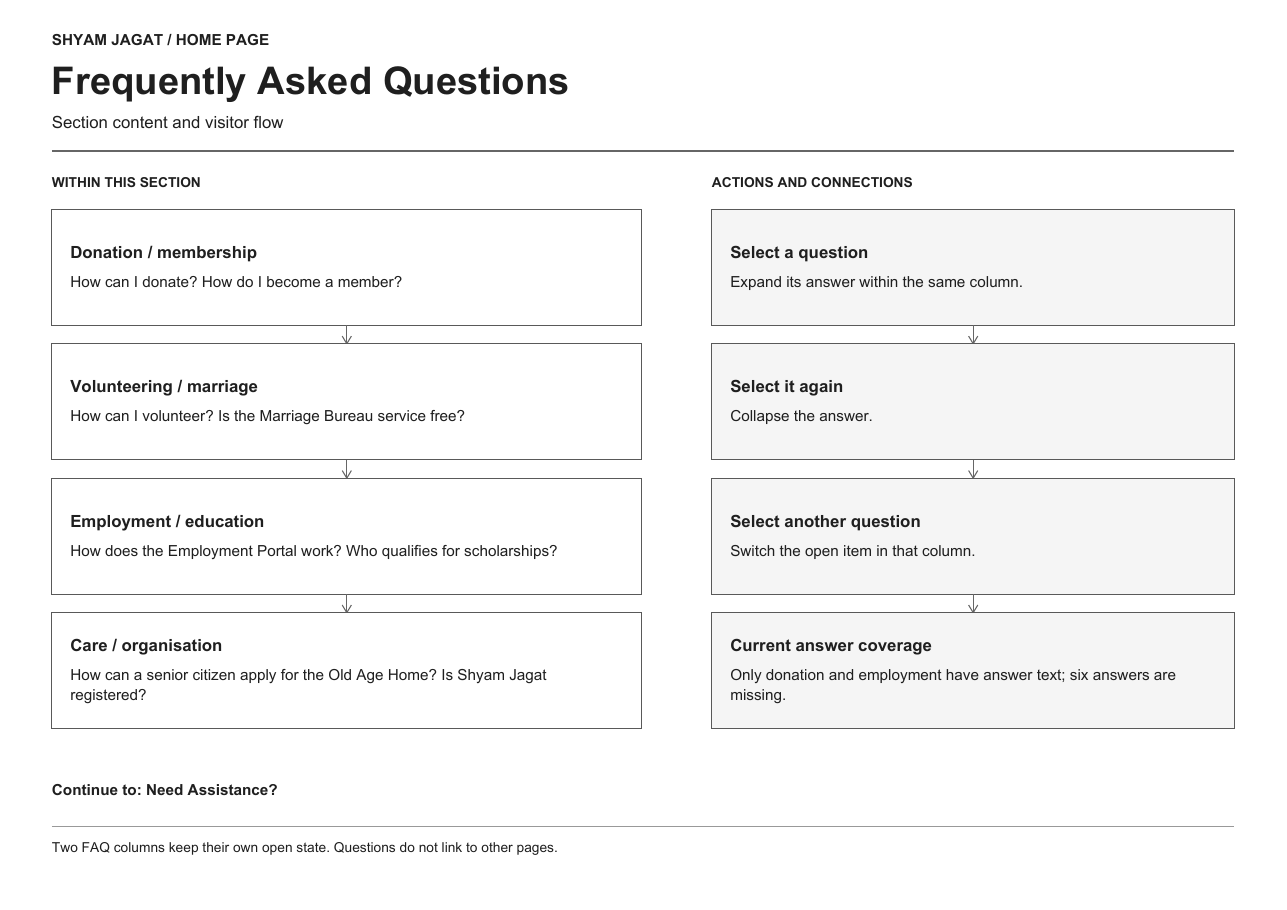 SHYAM JAGAT / HOME PAGE
Frequently Asked Questions
Section content and visitor flow
WITHIN THIS SECTION
Donation / membership
How can I donate? How do I become a member?
Volunteering / marriage
How can I volunteer? Is the Marriage Bureau service free?
Employment / education
How does the Employment Portal work? Who qualifies for scholarships?
Care / organisation
How can a senior citizen apply for the Old Age Home? Is Shyam Jagat
registered?
ACTIONS AND CONNECTIONS
Select a question
Expand its answer within the same column.
Select it again
Collapse the answer.
Select another question
Switch the open item in that column.
Current answer coverage
Only donation and employment have answer text; six answers are
missing.
Continue to: Need Assistance?
Two FAQ columns keep their own open state. Questions do not link to other pages.